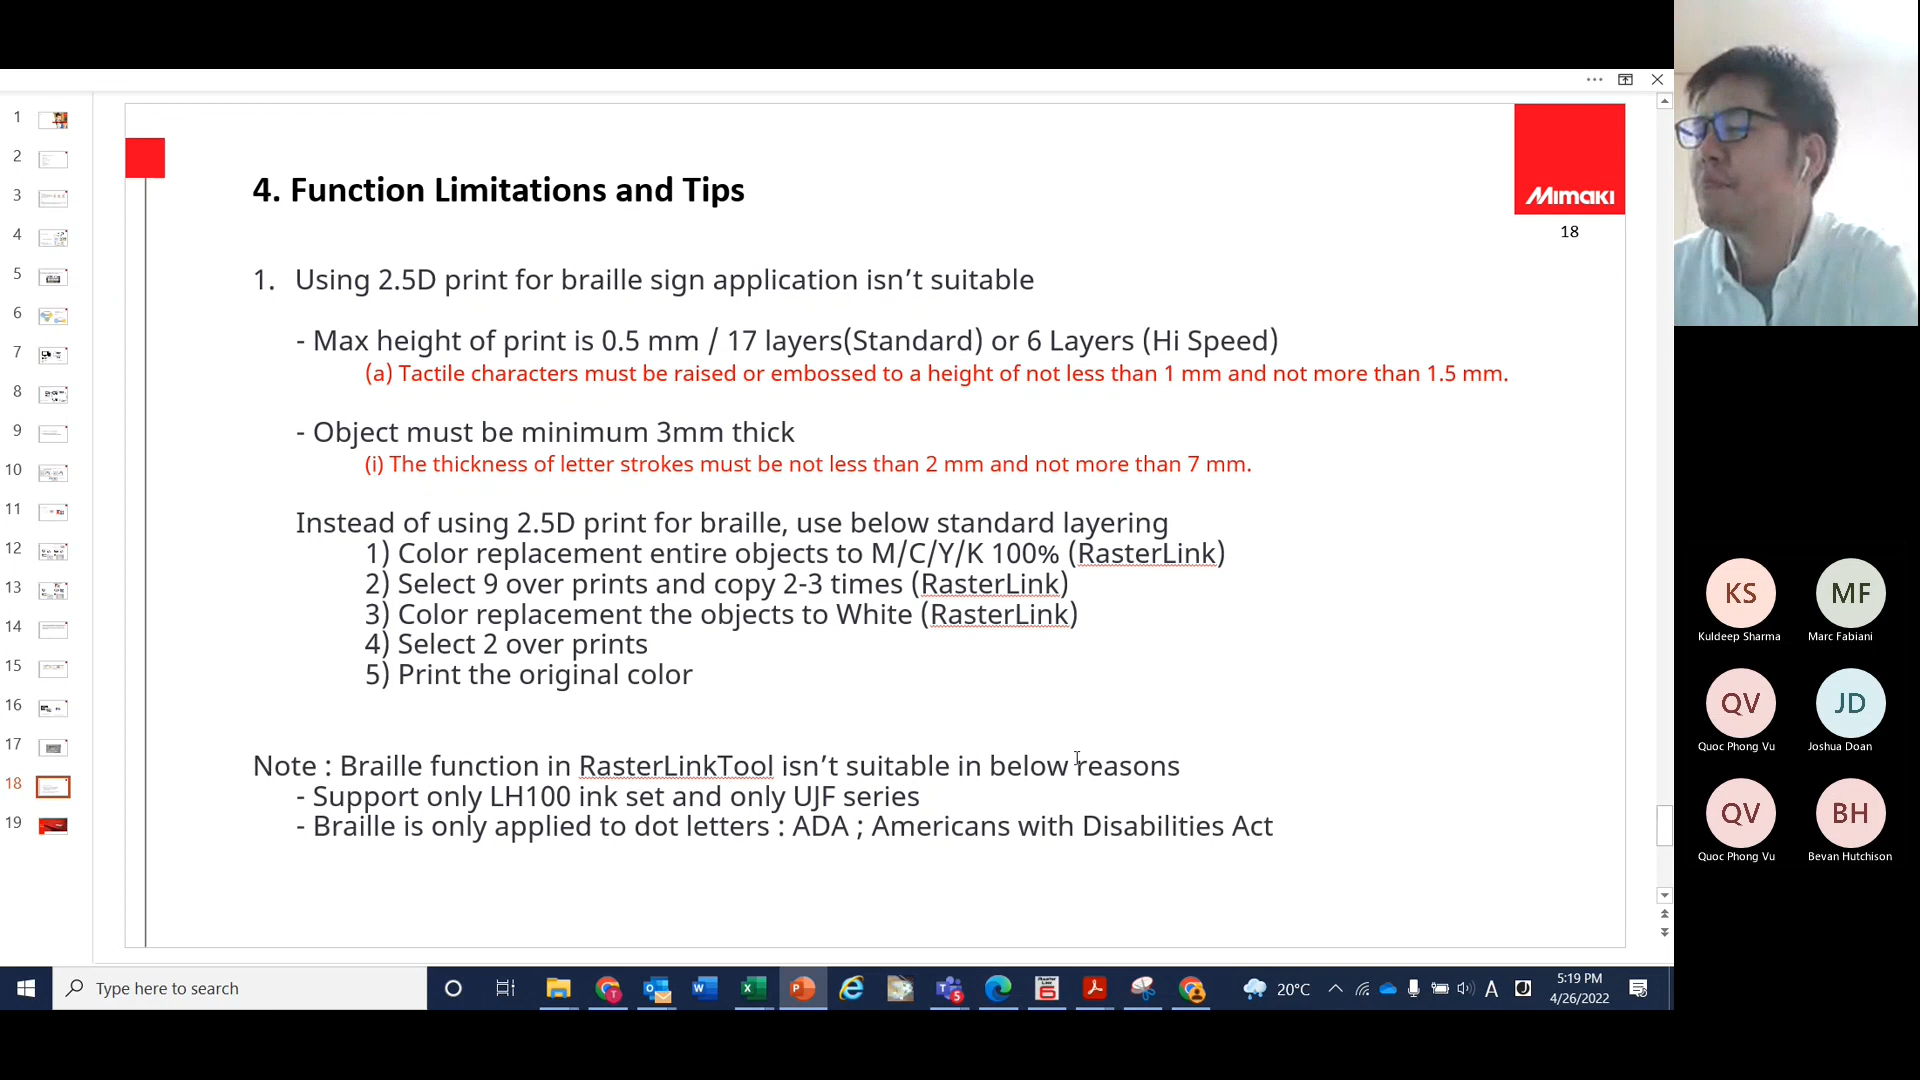 1
2
3
4
5
6
7
8
9
10
11
12
13
14
15
16
17
18
19
4. Function Limitations and Tips
Mimaki
18
1. Using 2.5D print for braille sign application isn’t suitable
- Max height of print is 0.5 mm / 17 layers(Standard) or 6 Layers (Hi Speed)
(a) Tactile characters must be raised or embossed to a height of not less than 1 mm and not more than 1.5 mm.
- Object must be minimum 3mm thick
(i) The thickness of letter strokes must be not less than 2 mm and not more than 7 mm.
Instead of using 2.5D print for braille, use below standard layering
1) Color replacement entire objects to M/C/Y/K 100% (RasterLink)
2) Select 9 over prints and copy 2-3 times (RasterLink)
3) Color replacement the objects to White (RasterLink)
4) Select 2 over prints
5) Print the original color
Note : Braille function in RasterLinkTool isn’t suitable in below reasons
- Support only LH100 ink set and only UJF series
- Braille is only applied to dot letters : ADA ; Americans with Disabilities Act
KS
Kuldeep Sharma
MF
Marc Fabiani
QV
Quoc Phong Vu
JD
Joshua Doan
QV
Quoc Phong Vu
BH
Bevan Hutchison
Type here to search
20°C
A
5:19 PM
4/26/2022